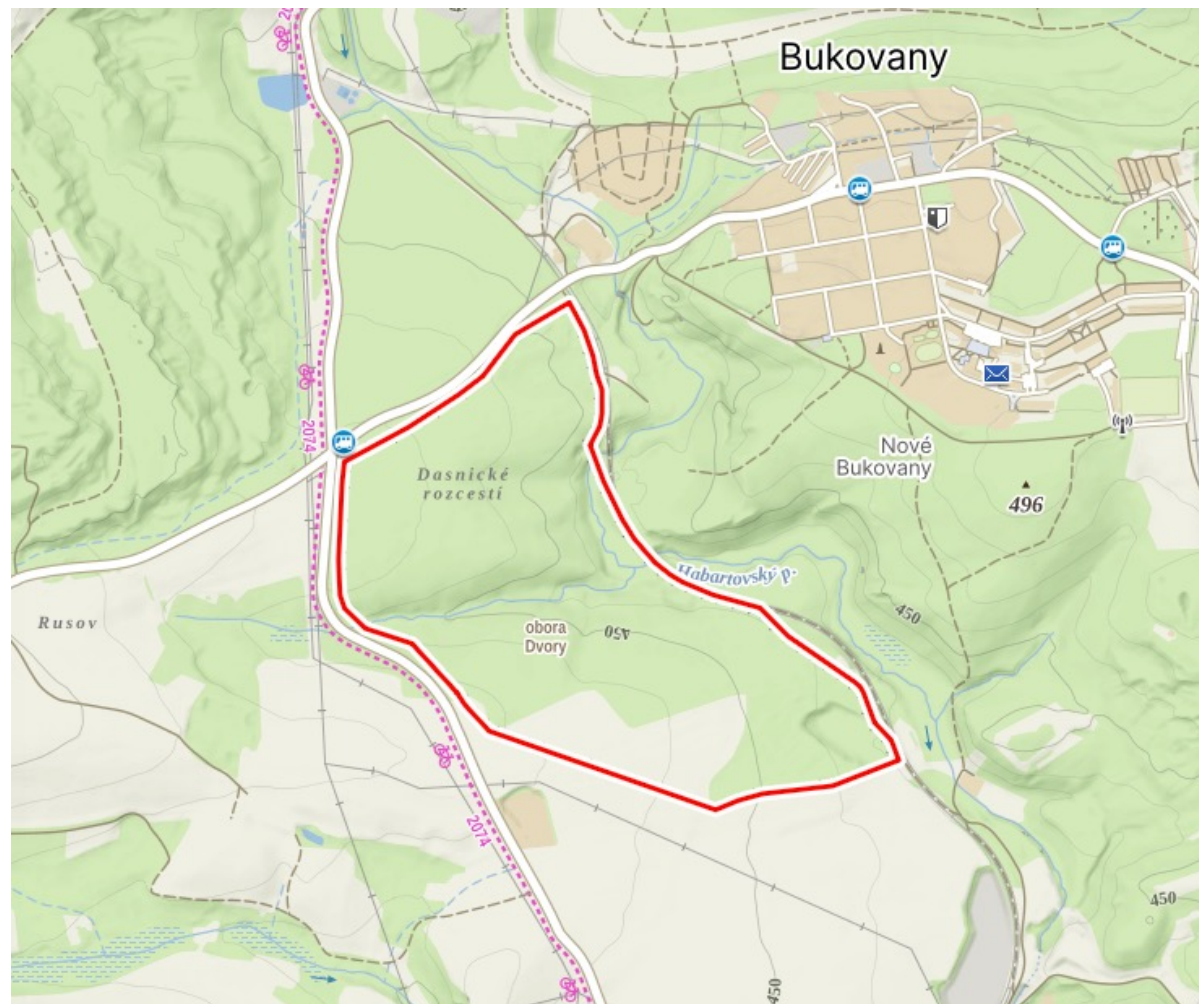 Bukovany
2074
Dasnické
rozcestí
Nové
Bukovany
496
Habartovský p.
450
Rusov
obora
Dvory
450
2074
450
450